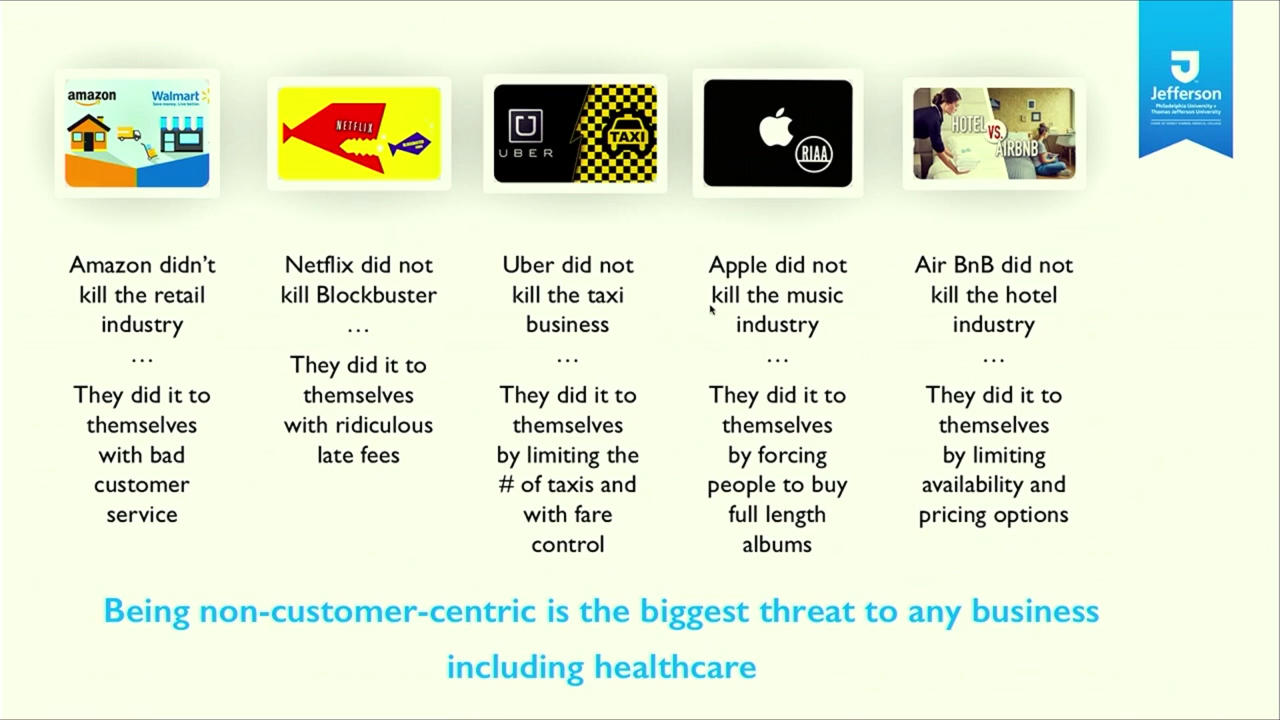 amazon
Walmart
Save money. Live better.
NETFLIX
UBER
TAXI
RIAA
HOTEL VS. AIRBNB
Jefferson
Philadelphia University +
Thomas Jefferson University
Amazon didn't
kill the retail
industry
...
They did it to
themselves
with bad
customer
service
Netflix did not
kill Blockbuster
...
They did it to
themselves
with ridiculous
late fees
Uber did not
kill the taxi
business
...
They did it to
themselves
by limiting the
# of taxis and
with fare
control
Apple did not
kill the music
industry
...
They did it to
themselves
by forcing
people to buy
full length
albums
Air BnB did not
kill the hotel
industry
...
They did it to
themselves
by limiting
availability and
pricing options
Being non-customer-centric is the biggest threat to any business
including healthcare